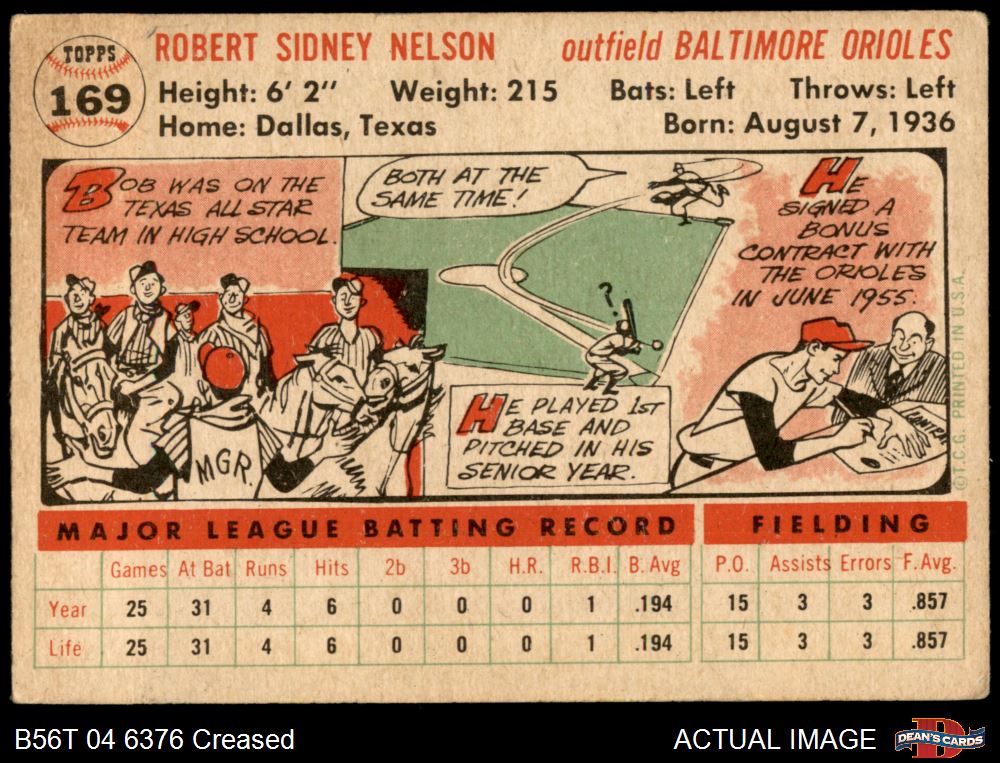 TOPPS
169
ROBERT SIDNEY NELSON
outfield BALTIMORE ORIOLES
Height: 6' 2" Weight: 215 Bats: Left Throws: Left
Home: Dallas, Texas Born: August 7, 1936
BOB WAS ON THE
TEXAS ALL STAR
TEAM IN HIGH SCHOOL.
MGR.
BOTH AT THE
SAME TIME!
?
HE PLAYED 1ST
BASE AND
PITCHED IN HIS
SENIOR YEAR.
HE
SIGNED A
BONUS
CONTRACT WITH
THE ORIOLES
IN JUNE 1955.
©T.C.G. PRINTED IN U.S.A.
MAJOR LEAGUE BATTING RECORD
Games At Bat Runs Hits 2b 3b H.R. R.B.I. B. Avg
Year 25 31 4 6 0 0 0 1 .194
Life 25 31 4 6 0 0 0 1 .194
FIELDING
P.O. Assists Errors F. Avg.
15 3 3 .857
15 3 3 .857
B56T 04 6376 Creased
ACTUAL IMAGE
D
DEAN'S CARDS